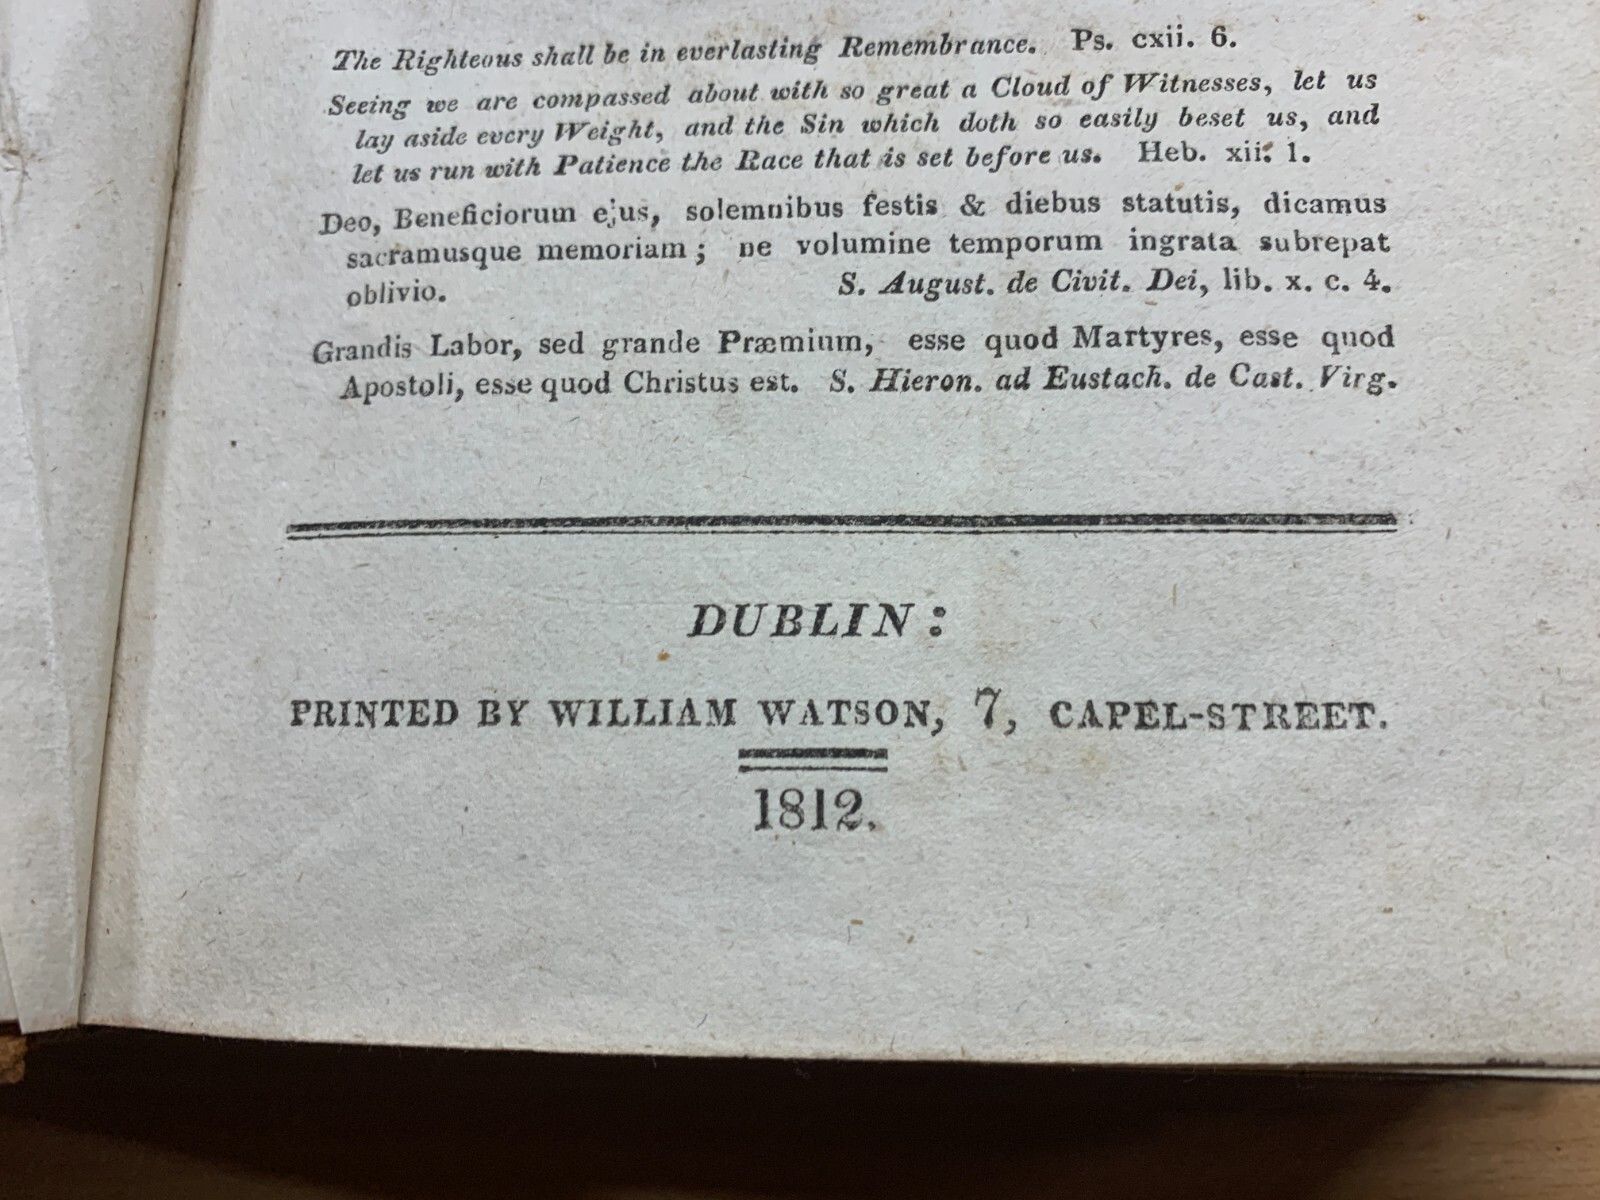 The Righteous shall be in everlasting Remembrance. Ps. cxii. 6.
Seeing we are compassed about with so great a Cloud of Witnesses, let us
lay aside every Weight, and the Sin which doth so easily beset us, and
let us run with Patience the Race that is set before us. Heb. xii. 1.
Deo, Beneficiorum ejus, solemnibus festis & diebus statutis, dicamus
sacramusque memoriam; ne volumine temporum ingrata subrepat
oblivio. S. August. de Civit. Dei, lib. x. c. 4.
Grandis Labor, sed grande Præmium, esse quod Martyres, esse quod
Apostoli, esse quod Christus est. S. Hieron. ad Eustach. de Cast. Virg.
DUBLIN:
PRINTED BY WILLIAM WATSON, 7, CAPEL-STREET.
1812.